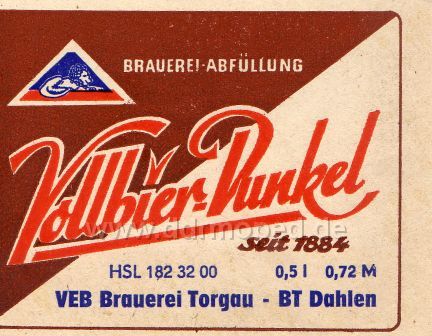 BRAUEREI-ABFÜLLUNG
Vollbier-Dunkel
www.ddrmoped.de
seit 1884
HSL 182 32 00 0,5 l 0,72 M
VEB Brauerei Torgau - BT Dahlen